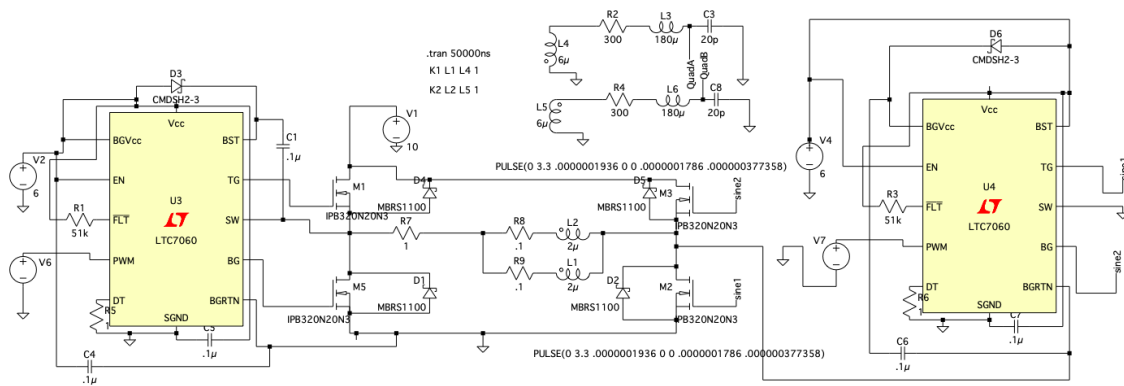 .tran 50000ns
K1 L1 L4 1
K2 L2 L5 1
L4
6µ
R2
300
L3
180µ
C3
20p
QuadA
QuadB
L5
6µ
R4
300
L6
180µ
C8
20p
PULSE(0 3.3 .0000001936 0 0 .0000001786 .000000377358)
D3
CMDSH2-3
V2
6
V6
R1
51k
BGVcc
Vcc
BST
EN
TG
U3
FLT
SW
LTC7060
PWM
BG
DT
BGRTN
SGND
R5
1
C5
.1µ
C4
.1µ
C1
.1µ
V1
10
M1
IPB320N20N3
D4
MBRS1100
R7
1
R8
.1
L2
2µ
R9
.1
L1
2µ
M5
IPB320N20N3
D1
MBRS1100
D5
MBRS1100
M3
IPB320N20N3
sine2
D2
MBRS1100
M2
IPB320N20N3
sine1
PULSE(0 3.3 .0000001936 0 0 .0000001786 .000000377358)
D6
CMDSH2-3
V4
6
V7
R3
51k
BGVcc
Vcc
BST
EN
TG
U4
FLT
SW
LTC7060
PWM
BG
DT
BGRTN
SGND
R6
1
C7
.1µ
C6
.1µ
sine1
sine2